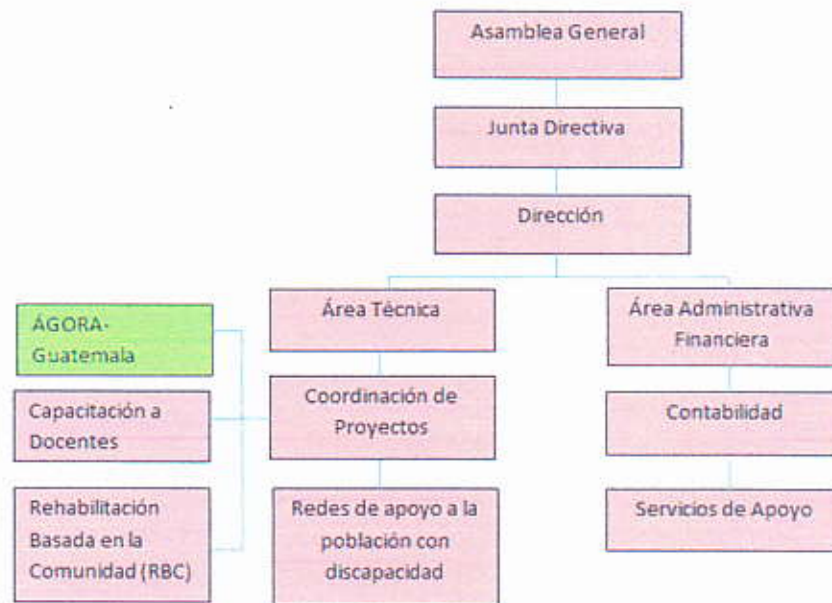 Asamblea General
Junta Directiva
Dirección
Área Técnica
Área Administrativa
Financiera
ÁGORA-
Guatemala
Coordinación de
Proyectos
Contabilidad
Capacitación a
Docentes
Rehabilitación
Basada en la
Comunidad (RBC)
Redes de apoyo a la
población con
discapacidad
Servicios de Apoyo